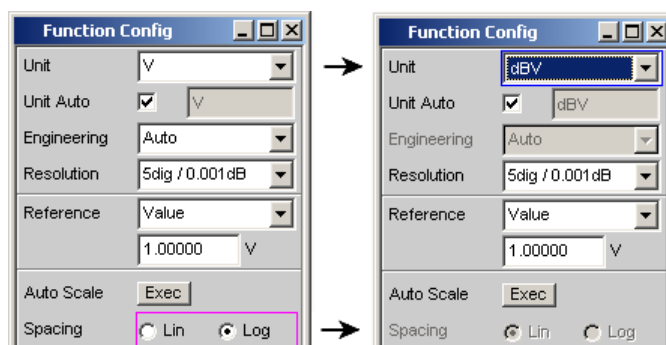 Function Config
Unit V
Unit Auto V
Engineering Auto
Resolution 5dig / 0.001dB
Reference Value
1.00000 V
Auto Scale Exec
Spacing Lin Log
Function Config
Unit dBV
Unit Auto dBV
Engineering Auto
Resolution 5dig / 0.001dB
Reference Value
1.00000 V
Auto Scale Exec
Spacing Lin Log